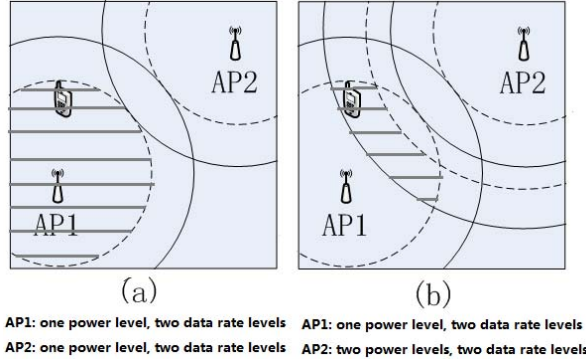 AP2
AP1
(a)
AP1: one power level, two data rate levels
AP2: one power level, two data rate levels
AP2
AP1
(b)
AP1: one power level, two data rate levels
AP2: two power levels, two data rate levels